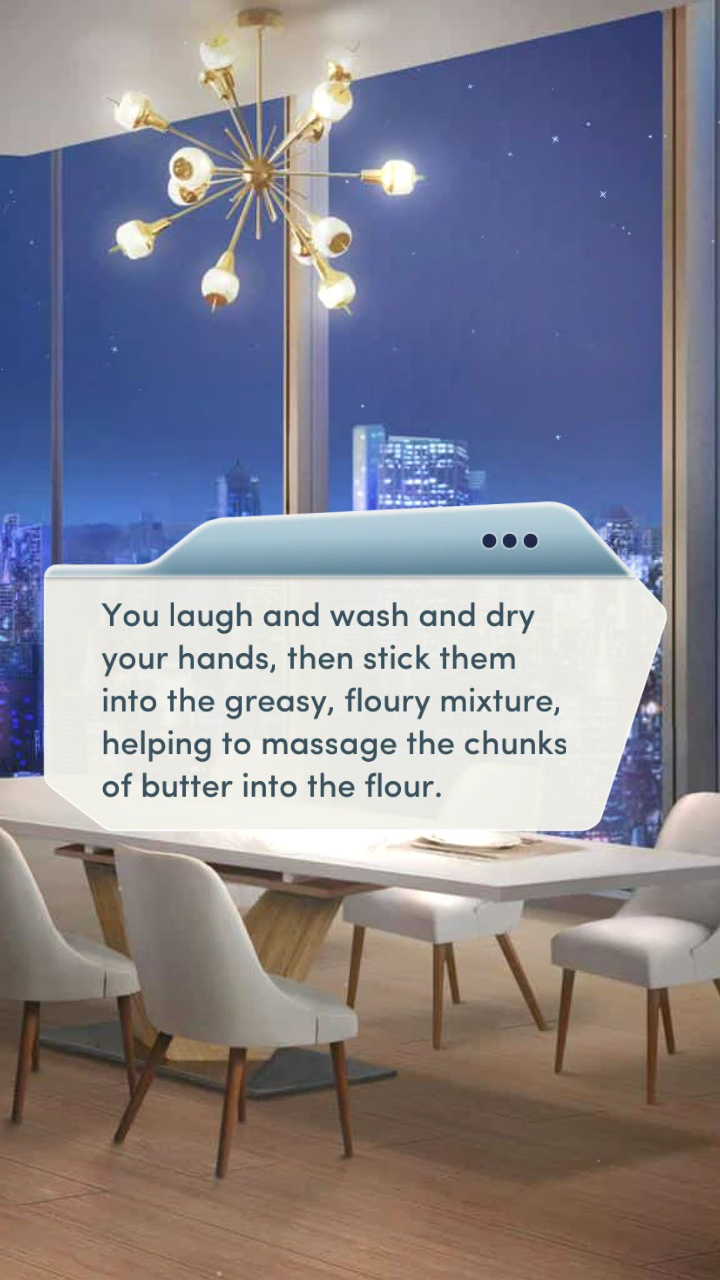 You laugh and wash and dry
your hands, then stick them
into the greasy, floury mixture,
helping to massage the chunks
of butter into the flour.